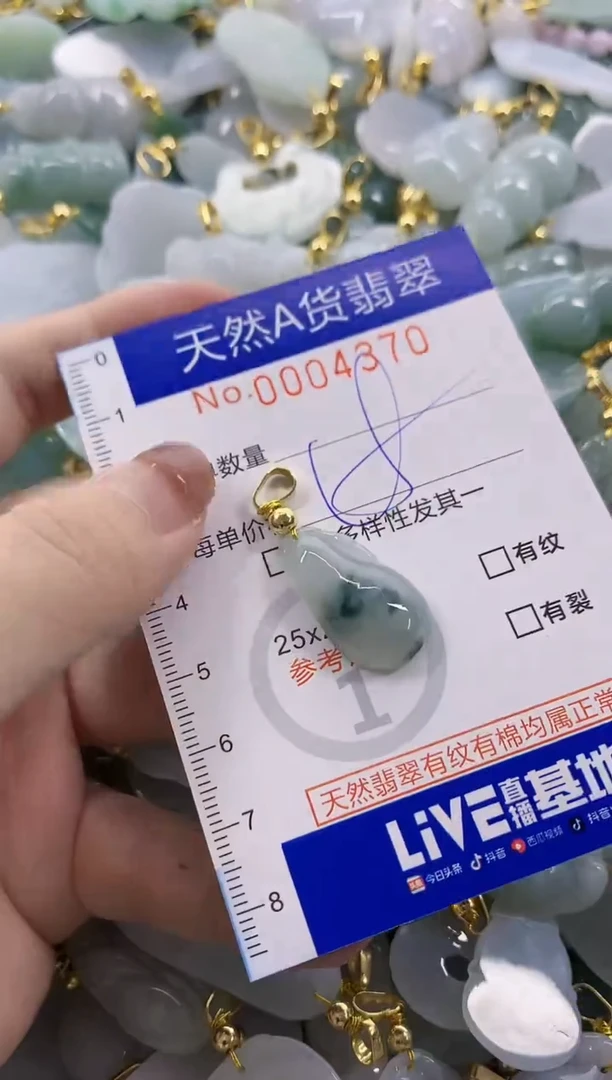 0
天然A货翡翠
No.0004370
1
数量
每单价 多样性发其一
有纹
4
25x
有裂
参考
5
1
6
天然翡翠有纹有棉均属正常
7
LiVE直播基地
今日头条 抖音 西瓜视频 抖音
8